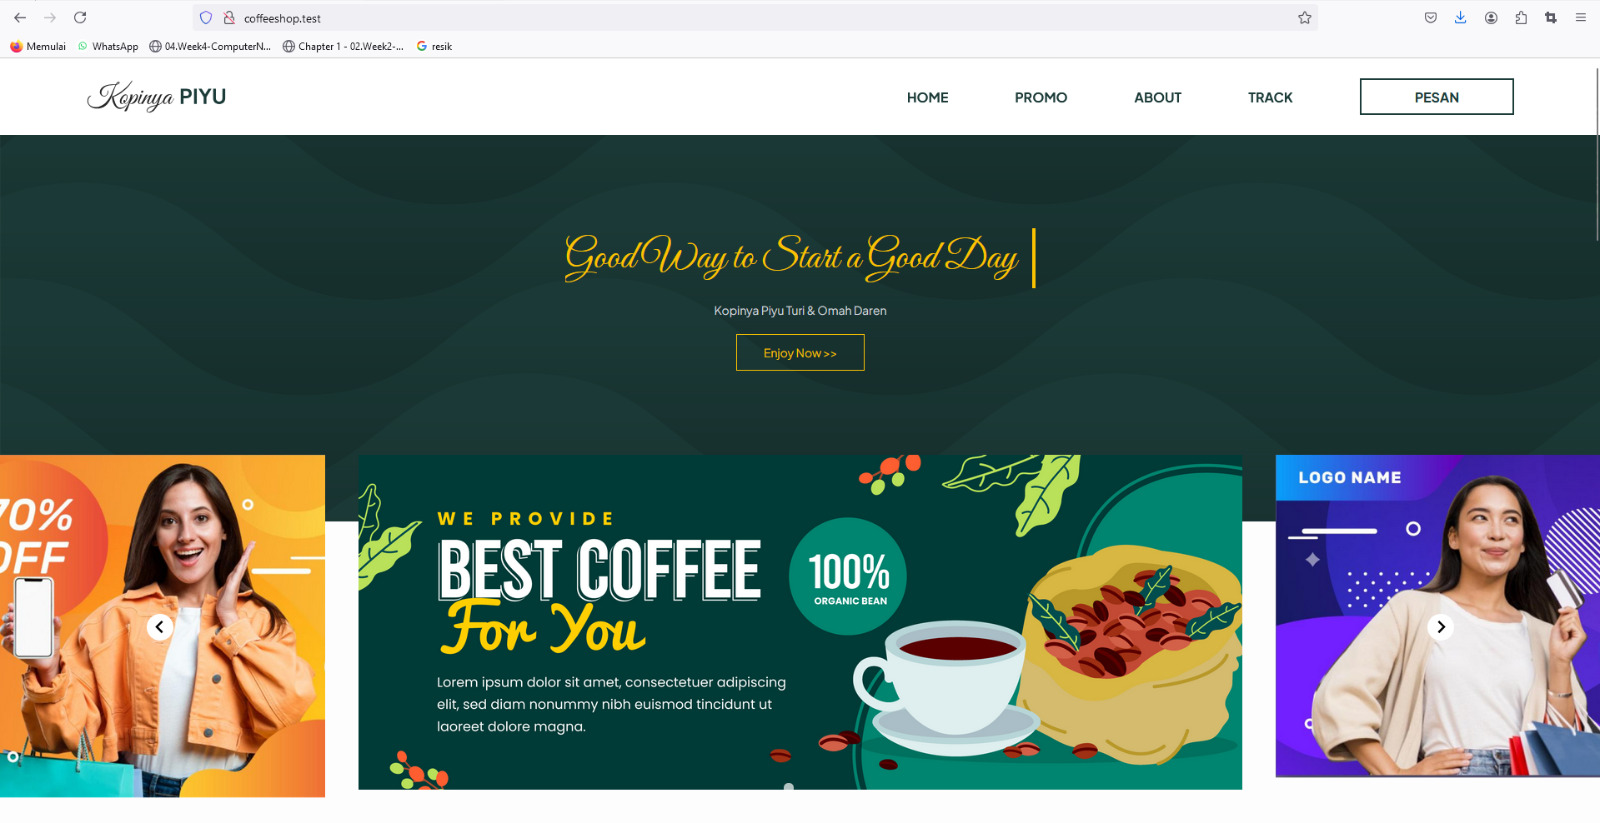 coffeeshop.test
Memulai WhatsApp 04.Week4-ComputerN... Chapter 1 - 02.Week2-... resik
Kopinya PIYU
HOME PROMO ABOUT TRACK PESAN
Good Way to Start a Good Day
Kopinya Piyu Turi & Omah Daren
Enjoy Now >>
70%
OFF
WE PROVIDE
BEST COFFEE
For You
100%
ORGANIC BEAN
Lorem ipsum dolor sit amet, consectetuer adipiscing
elit, sed diam nonummy nibh euismod tincidunt ut
laoreet dolore magna.
LOGO NAME